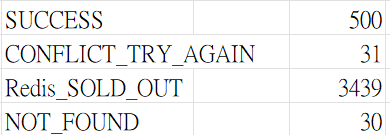 SUCCESS 500
CONFLICT_TRY_AGAIN 31
Redis_SOLD_OUT 3439
NOT_FOUND 30